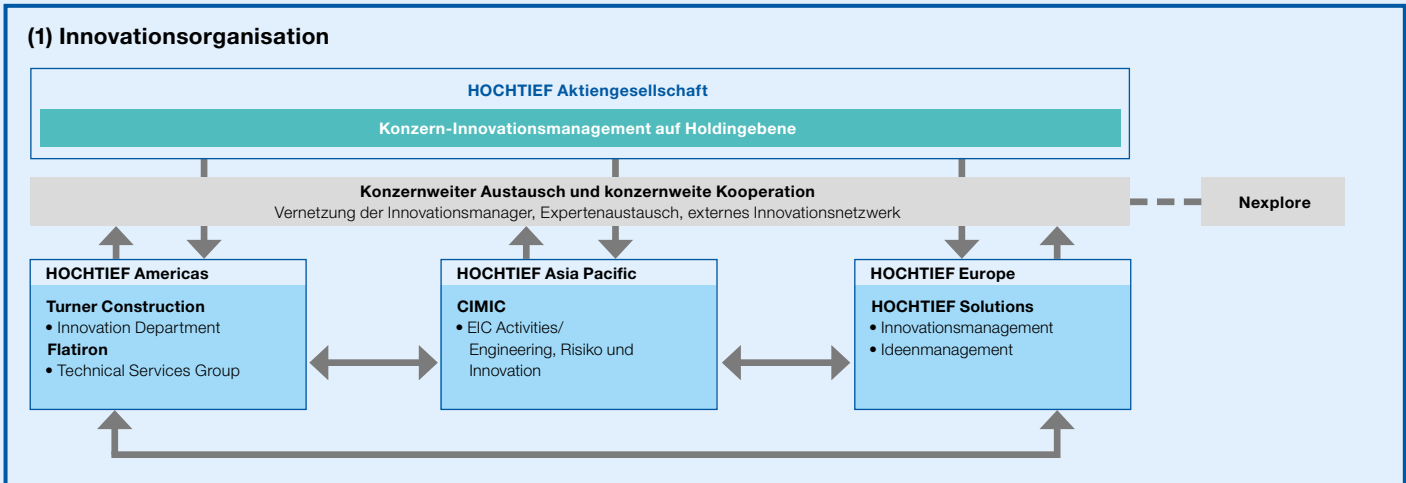 (1) Innovationsorganisation
HOCHTIEF Aktiengesellschaft
Konzern-Innovationsmanagement auf Holdingebene
Konzernweiter Austausch und konzernweite Kooperation
Vernetzung der Innovationsmanager, Expertenaustausch, externes Innovationsnetzwerk
Nexplore
HOCHTIEF Americas
Turner Construction
• Innovation Department
Flatiron
• Technical Services Group
HOCHTIEF Asia Pacific
CIMIC
• EIC Activities/
Engineering, Risiko und
Innovation
HOCHTIEF Europe
HOCHTIEF Solutions
• Innovationsmanagement
• Ideenmanagement